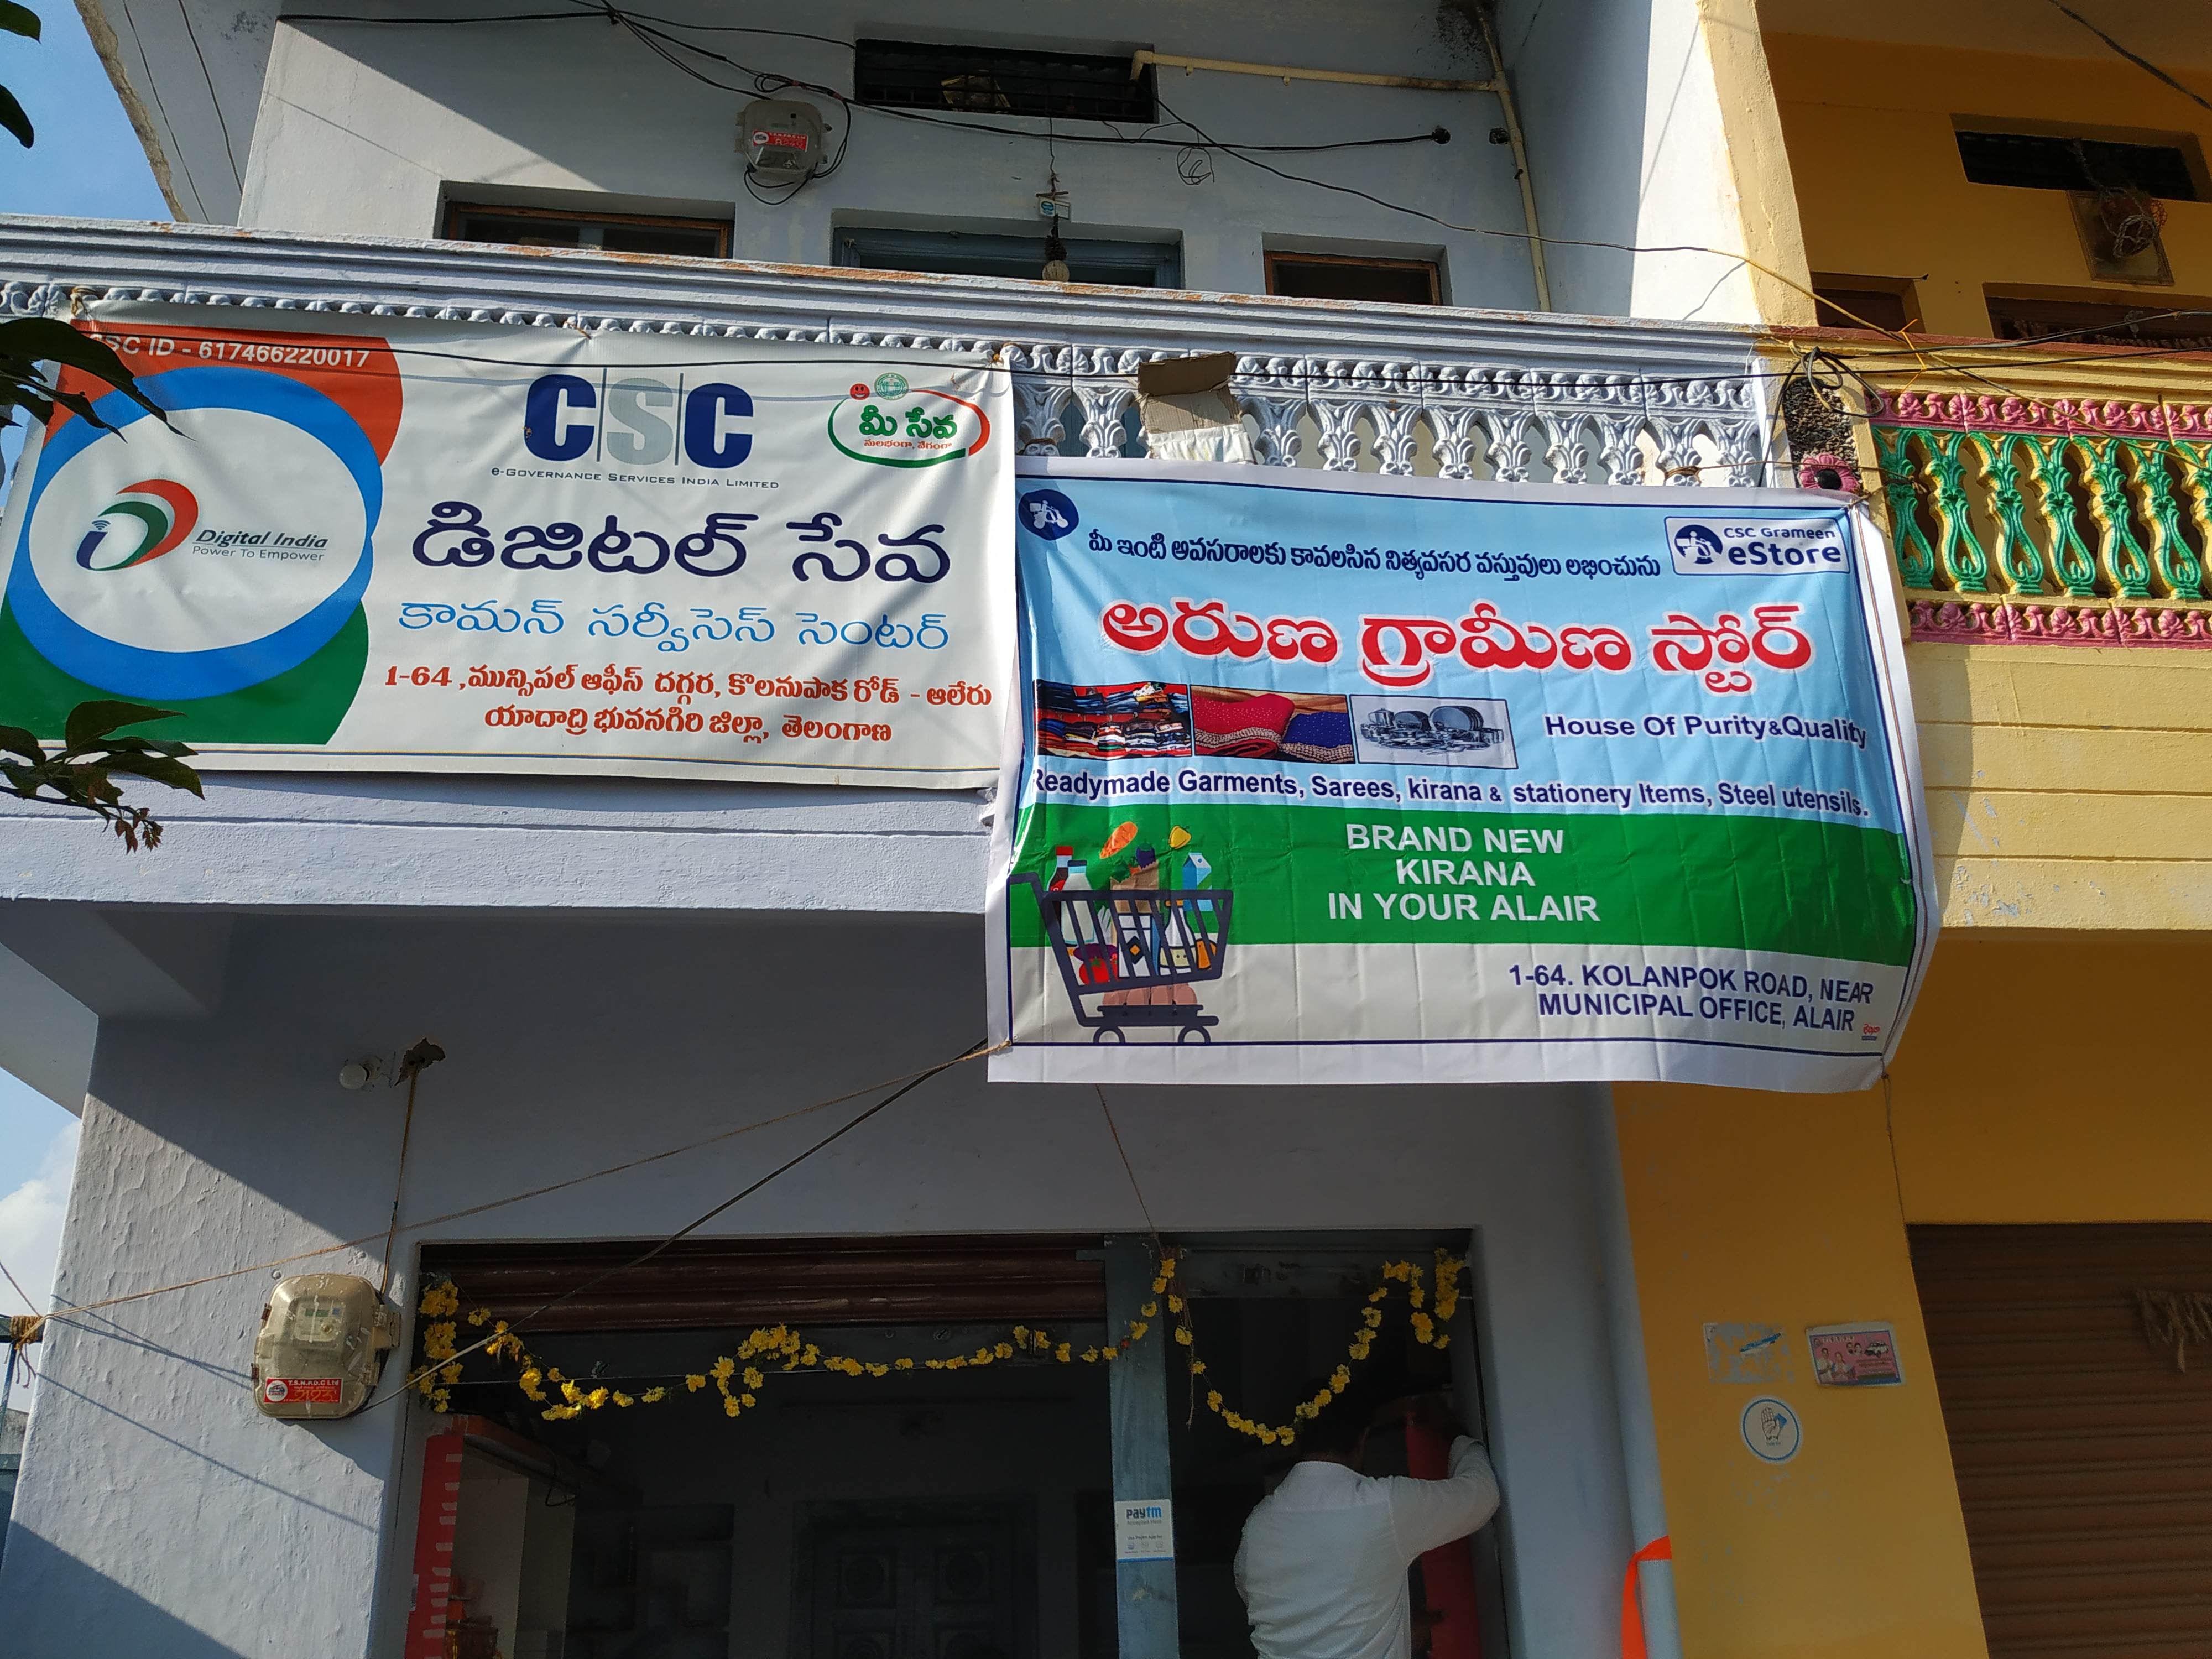 CSC ID - 617466220017
CSC
e-GOVERNANCE SERVICES INDIA LIMITED
మీ సేవ
సులభంగా, వేగంగా
Digital India
Power To Empower
డిజిటల్ సేవ
కామన్ సర్వీసెస్ సెంటర్
1-64 ,మున్సిపల్ ఆఫీస్ దగ్గర, కొలనుపాక రోడ్ - ఆలేరు
యాదాద్రి భువనగిరి జిల్లా, తెలంగాణ
మీ ఇంటి అవసరాలకు కావలసిన నిత్యవసర వస్తువులు లభించును
CSC Grameen
eStore
అరుణ గ్రామీణ స్టోర్
House Of Purity&Quality
Readymade Garments, Sarees, kirana & stationery Items, Steel utensils.
BRAND NEW
KIRANA
IN YOUR ALAIR
1-64. KOLANPOK ROAD, NEAR
MUNICIPAL OFFICE, ALAIR
T.S.N.P.D.C Ltd
paytm